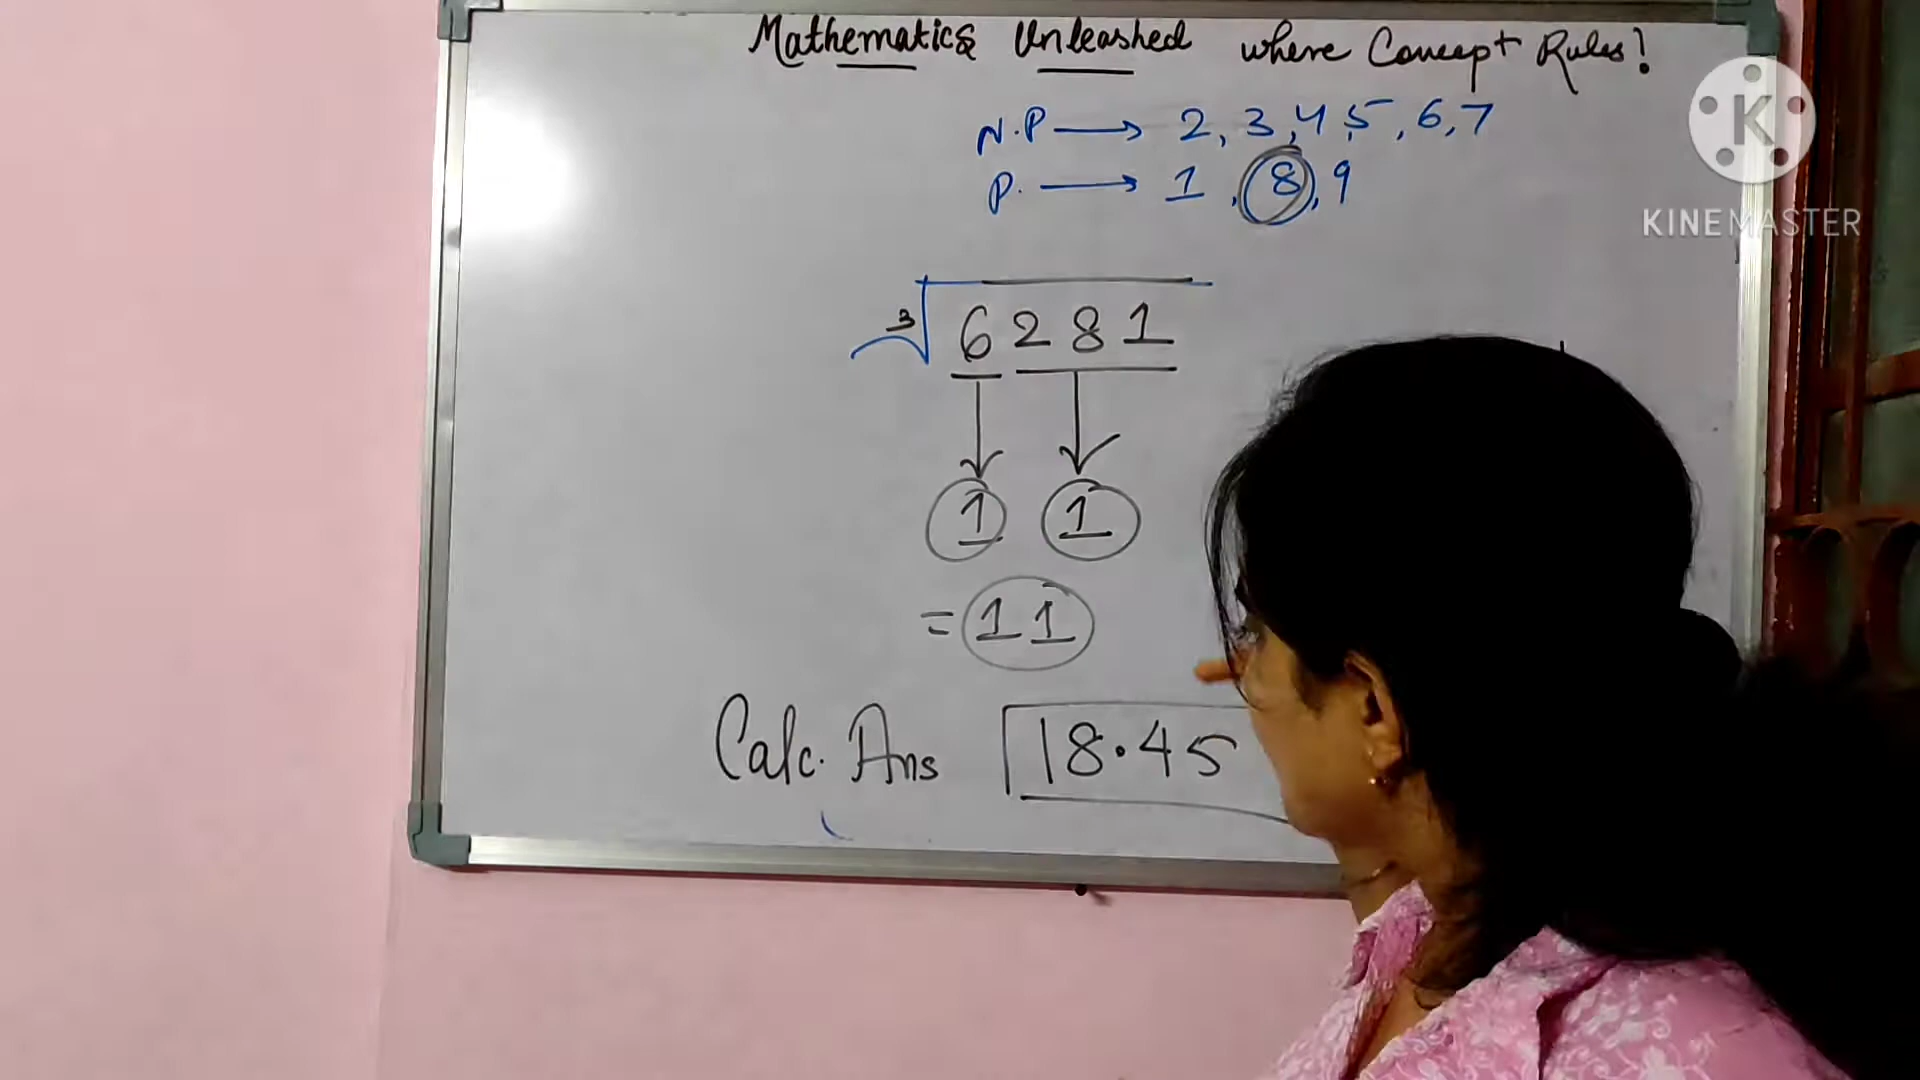 Mathematics Unleashed where Concept Rules!
N.P → 2, 3, 4, 5, 6, 7
P. → 1, 8, 9
K
KINEMASTER
3√6281
1 1
= 11
Calc. Ans 18.45